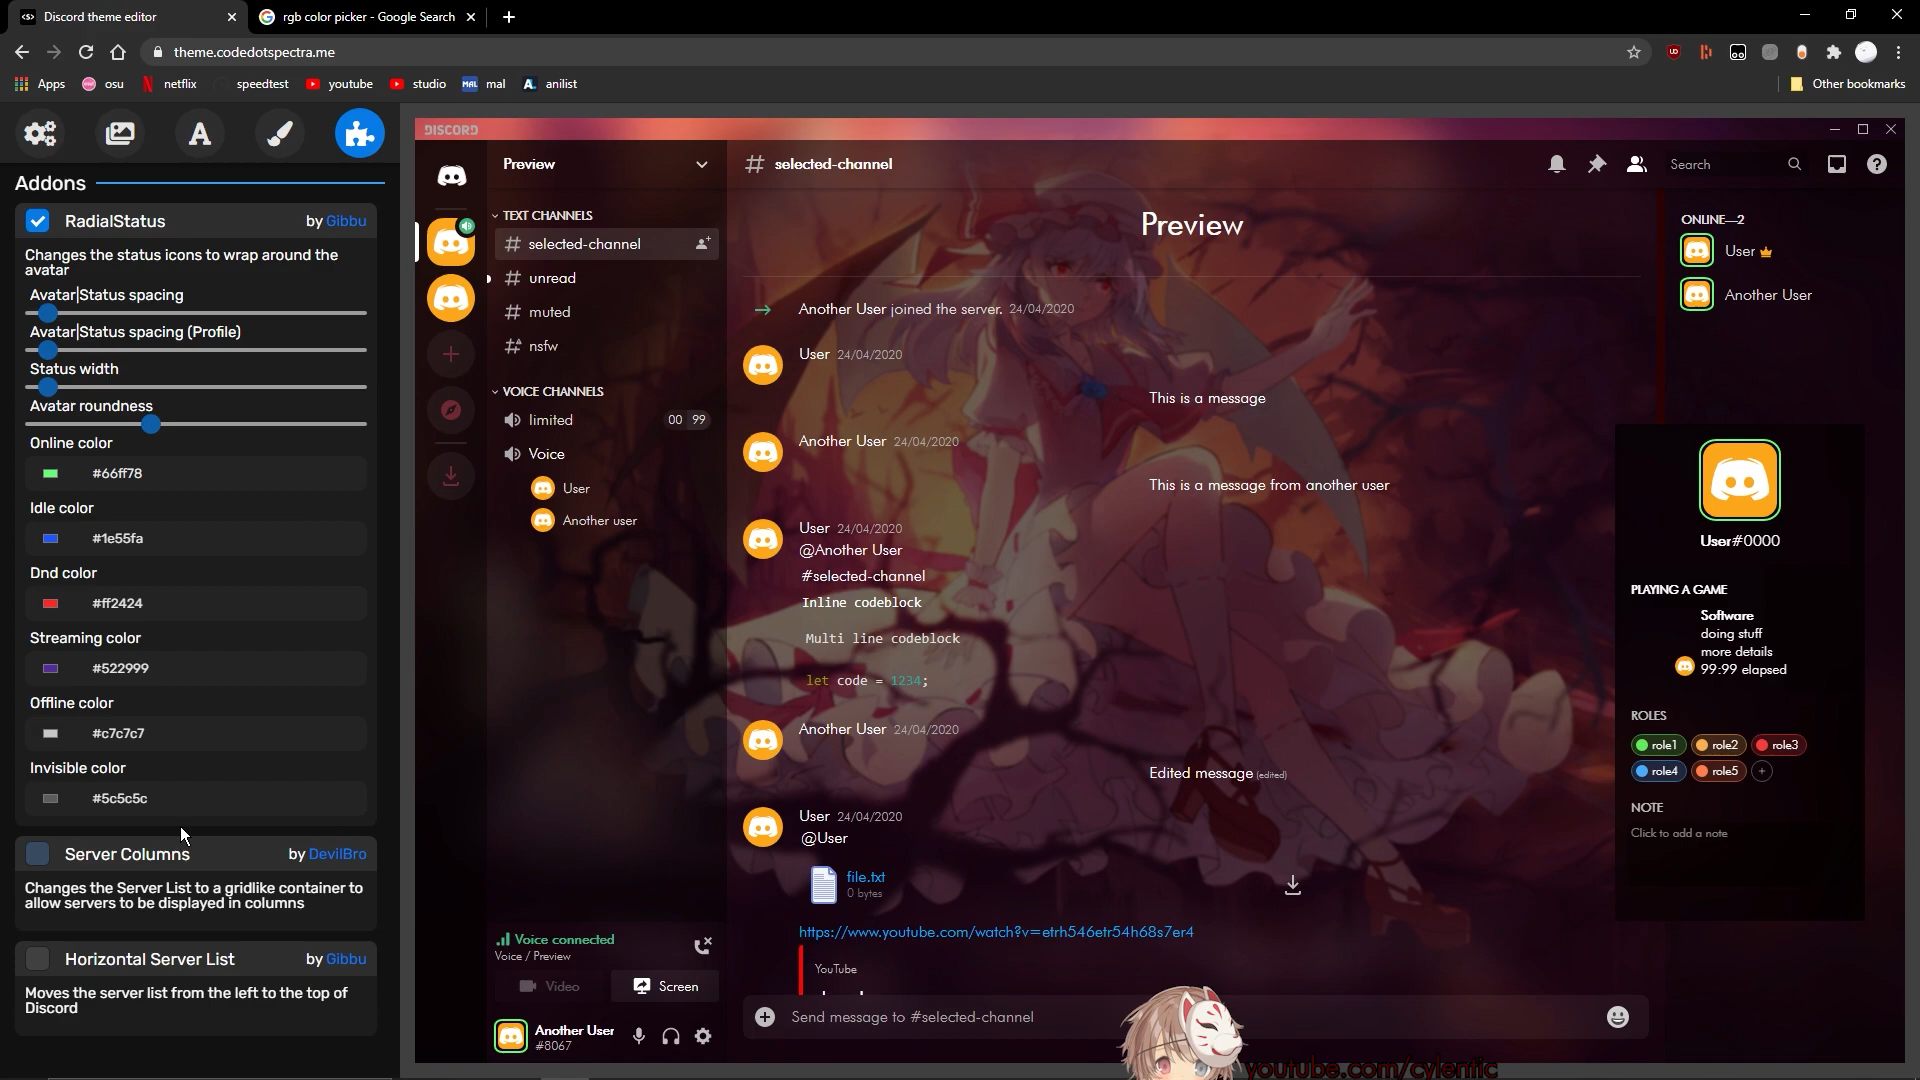 Discord theme editor
rgb color picker - Google Search
theme.codedotspectra.me
Apps
osu
netflix
speedtest
youtube
studio
MAL mal
anilist
Other bookmarks
Addons
RadialStatus by Gibbu
Changes the status icons to wrap around the
avatar
Avatar|Status spacing
Avatar|Status spacing (Profile)
Status width
Avatar roundness
Online color
#66ff78
Idle color
#1e55fa
Dnd color
#ff2424
Streaming color
#522999
Offline color
#c7c7c7
Invisible color
#5c5c5c
Server Columns by DevilBro
Changes the Server List to a gridlike container to
allow servers to be displayed in columns
Horizontal Server List by Gibbu
Moves the server list from the left to the top of
Discord
DISCORD
Preview
TEXT CHANNELS
# selected-channel
# unread
# muted
# nsfw
VOICE CHANNELS
limited 00 99
Voice
User
Another user
Voice connected
Voice / Preview
Video
Screen
Another User
#8067
# selected-channel
Search
Preview
Another User joined the server. 24/04/2020
User 24/04/2020
This is a message
Another User 24/04/2020
This is a message from another user
User 24/04/2020
@Another User
#selected-channel
Inline codeblock
Multi line codeblock
let code = 1234;
Another User 24/04/2020
Edited message (edited)
User 24/04/2020
@User
file.txt
0 bytes
https://www.youtube.com/watch?v=etrh546etr54h68s7er4
YouTube
Send message to #selected-channel
ONLINE—2
User
Another User
User#0000
PLAYING A GAME
Software
doing stuff
more details
99:99 elapsed
ROLES
role1 role2 role3
role4 role5 +
NOTE
Click to add a note
youtube.com/cylentic